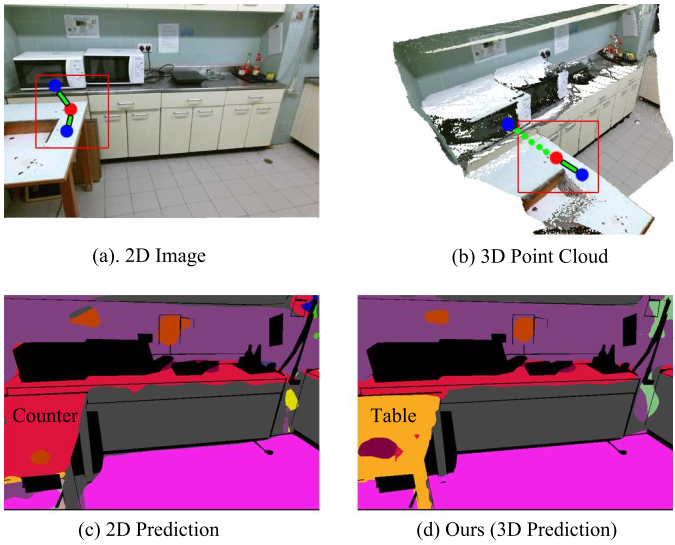 (a). 2D Image
(b) 3D Point Cloud
Counter
Table
(c) 2D Prediction
(d) Ours (3D Prediction)